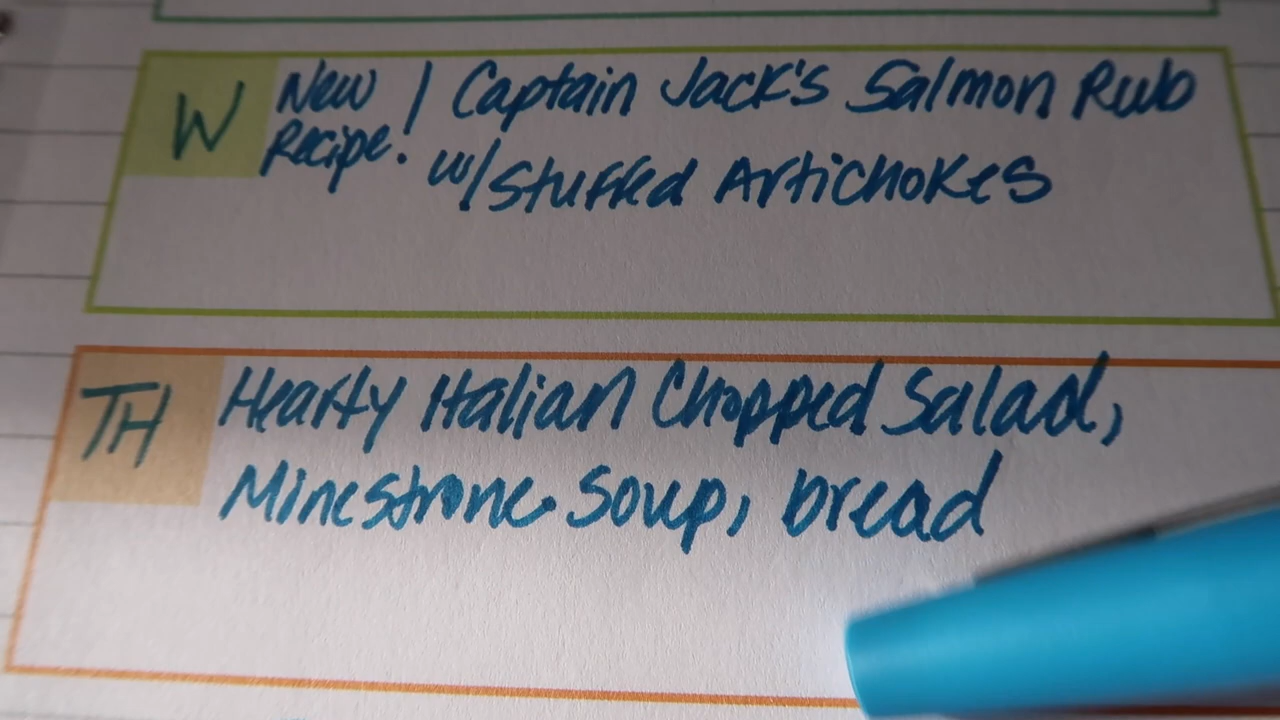 W
New
Recipe!
Captain Jack's Salmon Rub
w/Stuffed Artichokes
TH
Hearty Italian Chopped Salad,
Minestrone Soup, bread